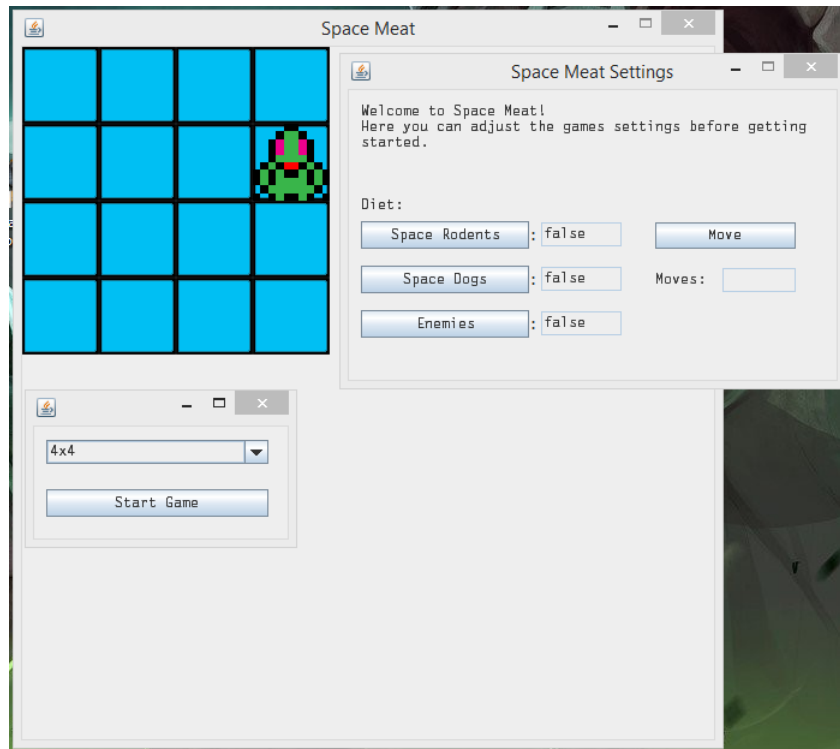 Space Meat
Space Meat Settings
Welcome to Space Meat!
Here you can adjust the games settings before getting
started.
Diet:
Space Rodents : false Move
Space Dogs : false Moves:
Enemies : false
4x4
Start Game